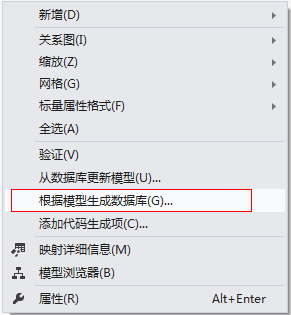 新增(D)
关系图(I)
缩放(Z)
网格(G)
标量属性格式(F)
全选(A)
验证(V)
从数据库更新模型(U)...
根据模型生成数据库(G)...
添加代码生成项(C)...
映射详细信息(M)
模型浏览器(B)
属性(R) Alt+Enter